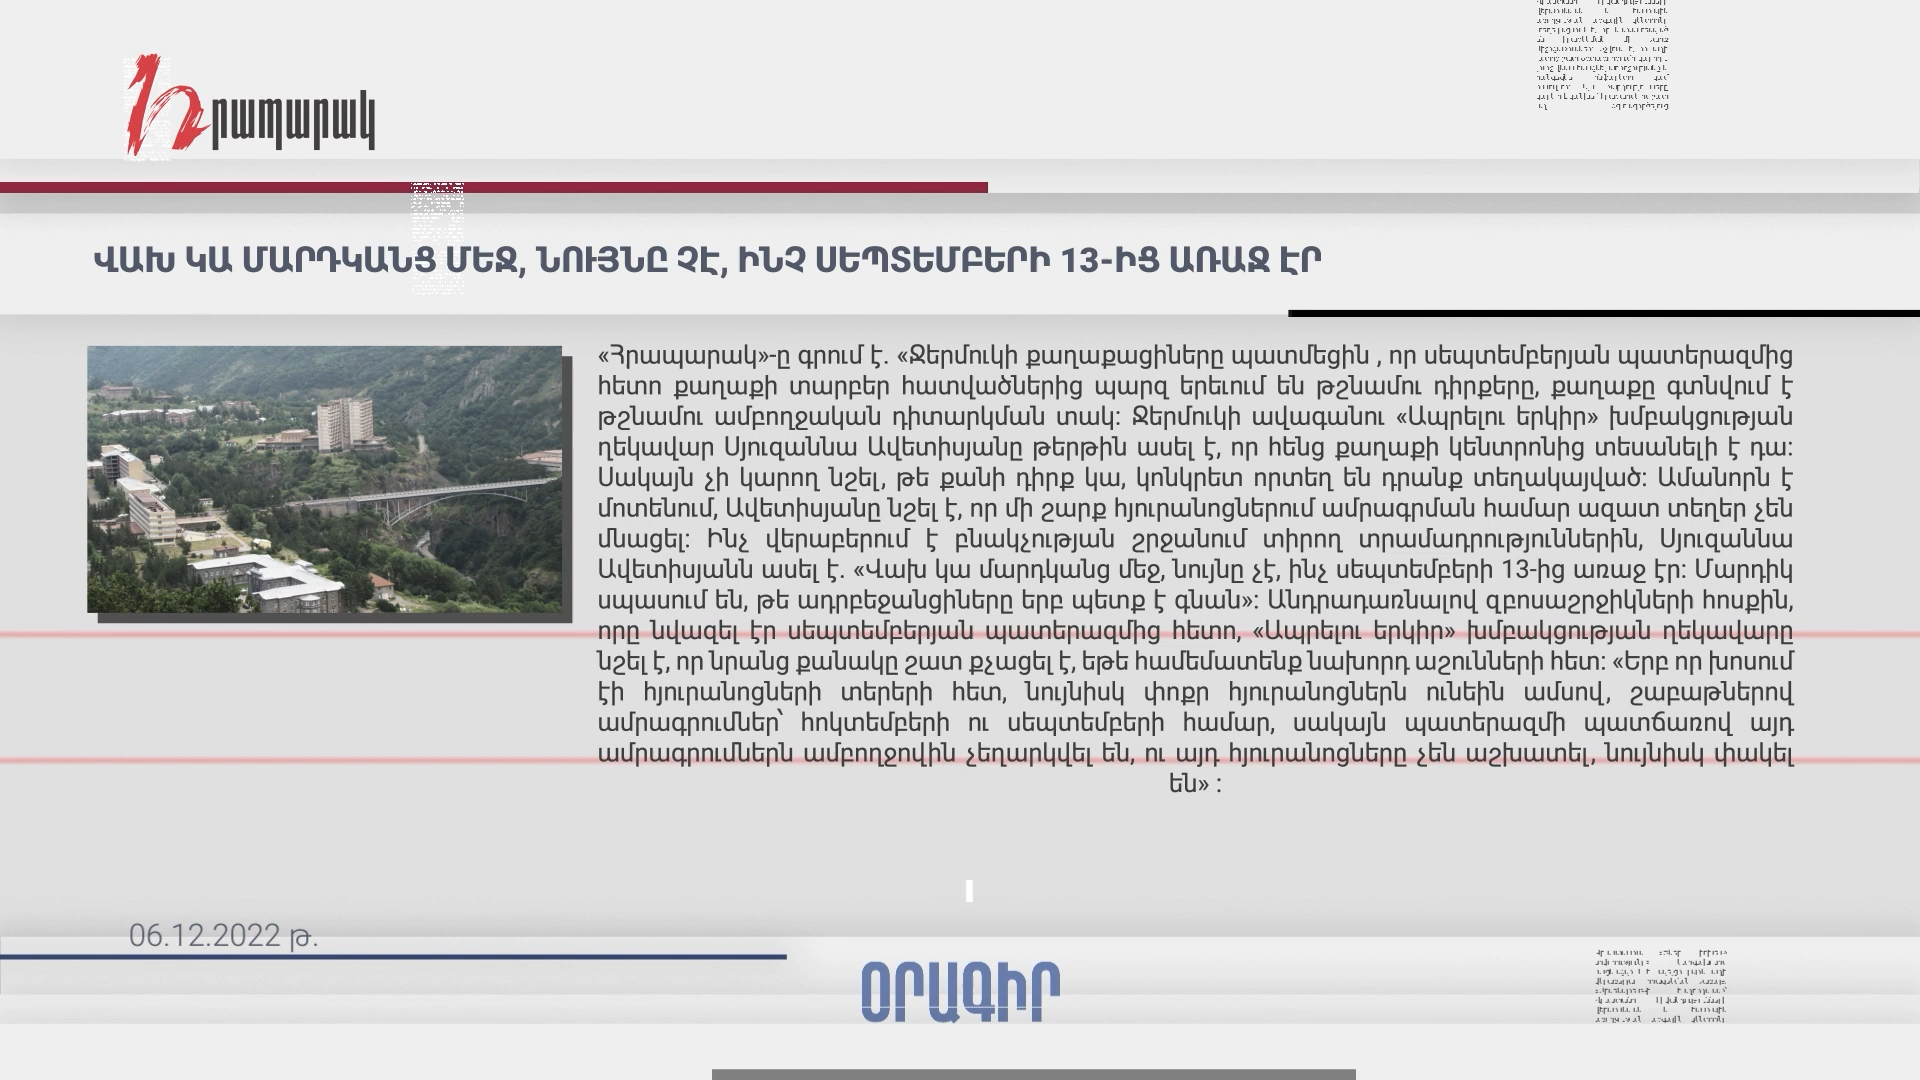 Հրապարակ
ՎԱԽ ԿԱ ՄԱՐԴԿԱՆՑ ՄԵՋ, ՆՈՒՅՆԸ ՉԷ, ԻՆՉ ՍԵՊՏԵՄԲԵՐԻ 13-ԻՑ ԱՌԱՋ ԷՐ
«Հրապարակ»-ը գրում է. «Ջերմուկի քաղաքացիները պատմեցին , որ սեպտեմբերյան պատերազմից
հետո քաղաքի տարբեր հատվածներից պարզ երեւում են թշնամու դիրքերը, քաղաքը գտնվում է
թշնամու ամբողջական դիտարկման տակ: Ջերմուկի ավագանու «Ապրելու երկիր» խմբակցության
ղեկավար Սյուզաննա Ավետիսյանը թերթին ասել է, որ հենց քաղաքի կենտրոնից տեսանելի է դա:
Սակայն չի կարող նշել, թե քանի դիրք կա, կոնկրետ որտեղ են դրանք տեղակայված: Ամանորն է
մոտենում, Ավետիսյանը նշել է, որ մի շարք հյուրանոցներում ամրագրման համար ազատ տեղեր չեն
մնացել: Ինչ վերաբերում է բնակչության շրջանում տիրող տրամադրություններին, Սյուզաննա
Ավետիսյանն ասել է. «Վախ կա մարդկանց մեջ, նույնը չէ, ինչ սեպտեմբերի 13-ից առաջ էր: Մարդիկ
սպասում են, թե ադրբեջանցիները երբ պետք է գնան»: Անդրադառնալով զբոսաշրջիկների հոսքին,
որը նվազել էր սեպտեմբերյան պատերազմից հետո, «Ապրելու երկիր» խմբակցության ղեկավարը
նշել է, որ նրանց քանակը շատ քչացել է, եթե համեմատենք նախորդ աշունների հետ: «Երբ որ խոսում
էի հյուրանոցների տերերի հետ, նույնիսկ փոքր հյուրանոցներն ունեին ամսով, շաբաթներով
ամրագրումներ՝ հոկտեմբերի ու սեպտեմբերի համար, սակայն պատերազմի պատճառով այդ
ամրագրումներն ամբողջովին չեղարկվել են, ու այդ հյուրանոցները չեն աշխատել, նույնիսկ փակել
են» :
06.12.2022 թ.
ՕՐԱԳԻՐ